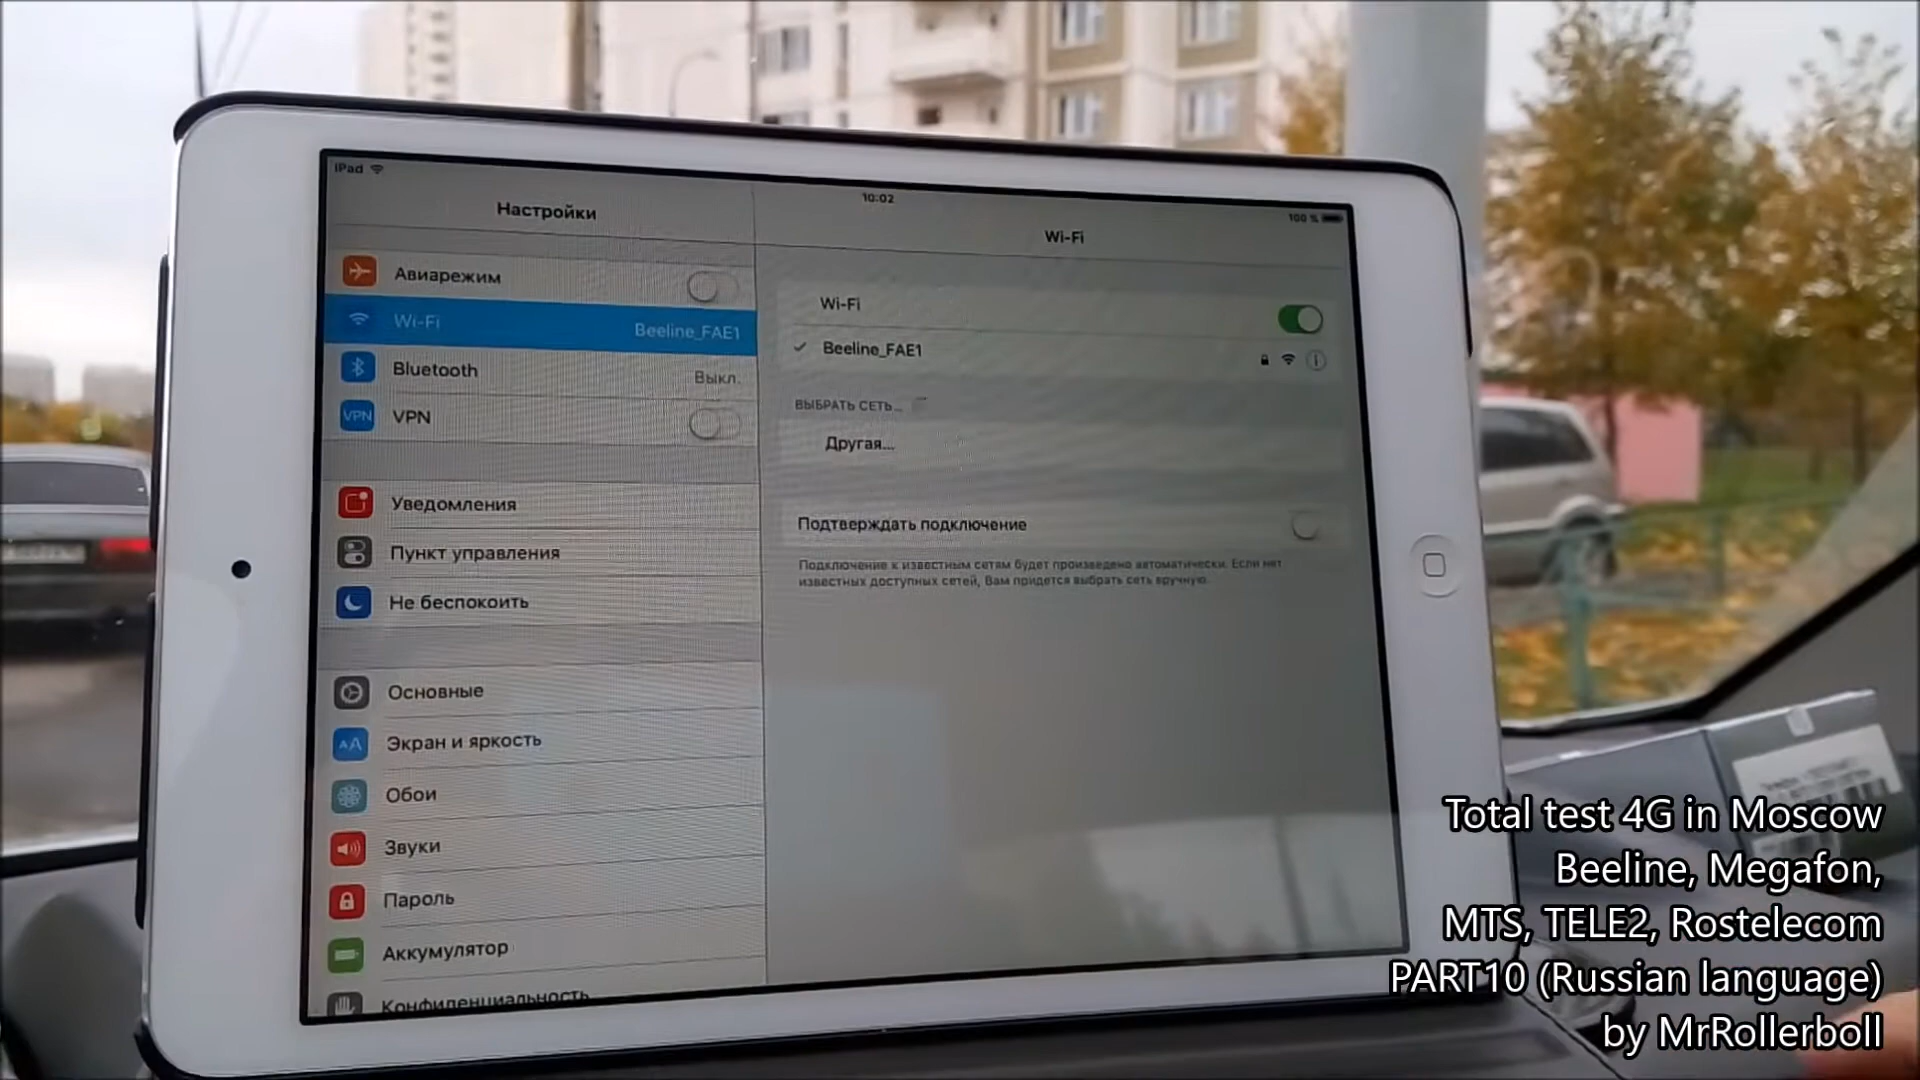 iPad
10:02
100 %
Настройки
Wi-Fi
Авиарежим
Wi-Fi
Beeline_FAE1
Bluetooth
Выкл.
VPN
VPN
Уведомления
Пункт управления
Не беспокоить
Основные
AA
Экран и яркость
Обои
Звуки
Пароль
Аккумулятор
Конфиденциальность
Wi-Fi
Beeline_FAE1
ВЫБРАТЬ СЕТЬ...
Другая...
Подтверждать подключение
Подключение к известным сетям будет произведено автоматически. Если нет
известных доступных сетей, Вам придется выбрать сеть вручную.
Total test 4G in Moscow
Beeline, Megafon,
MTS, TELE2, Rostelecom
PART10 (Russian language)
by MrRollerboll